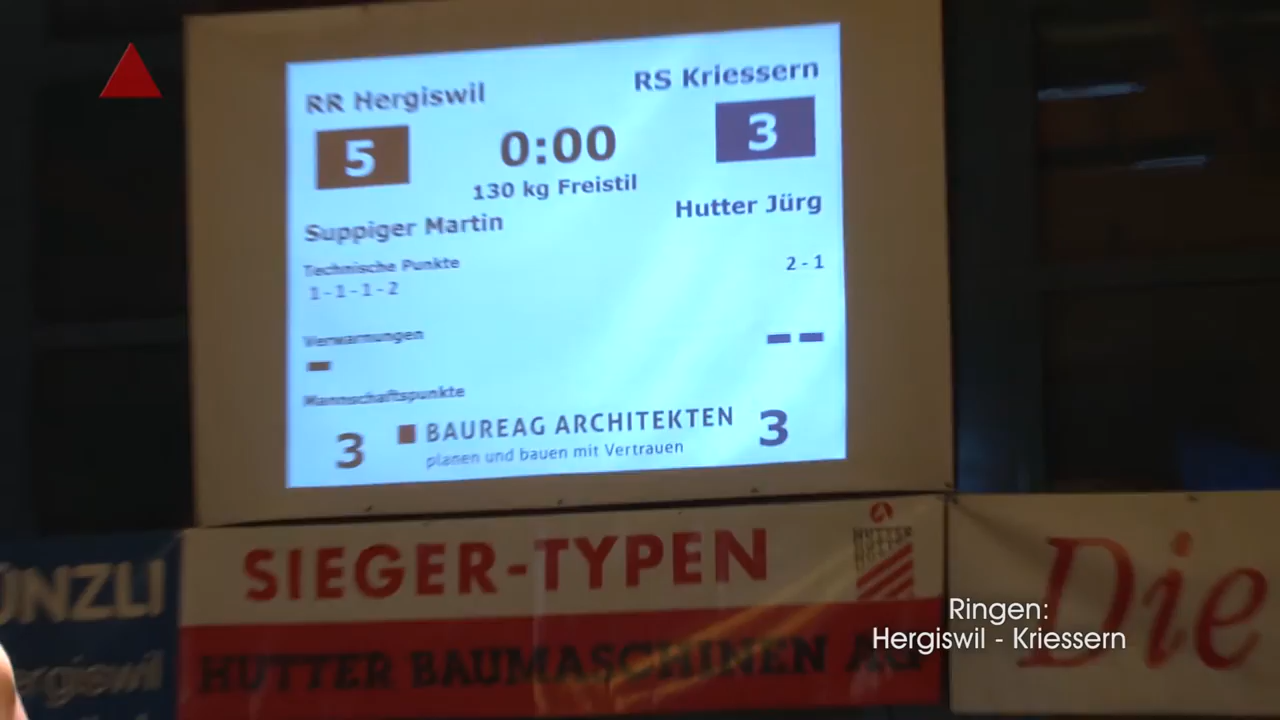 RR Hergiswil
RS Kriessern
5
0:00
3
130 kg Freistil
Suppiger Martin
Hutter Jürg
Technische Punkte
2 - 1
1 - 1 - 1 - 2
Verwarnungen
Mannschaftspunkte
3
BAUREAG ARCHITEKTEN
3
planen und bauen mit Vertrauen
SIEGER-TYPEN
HUTTER BAUMASCHINEN AG
ÜNZLI
ergiswil
Die
Ringen:
Hergiswil - Kriessern